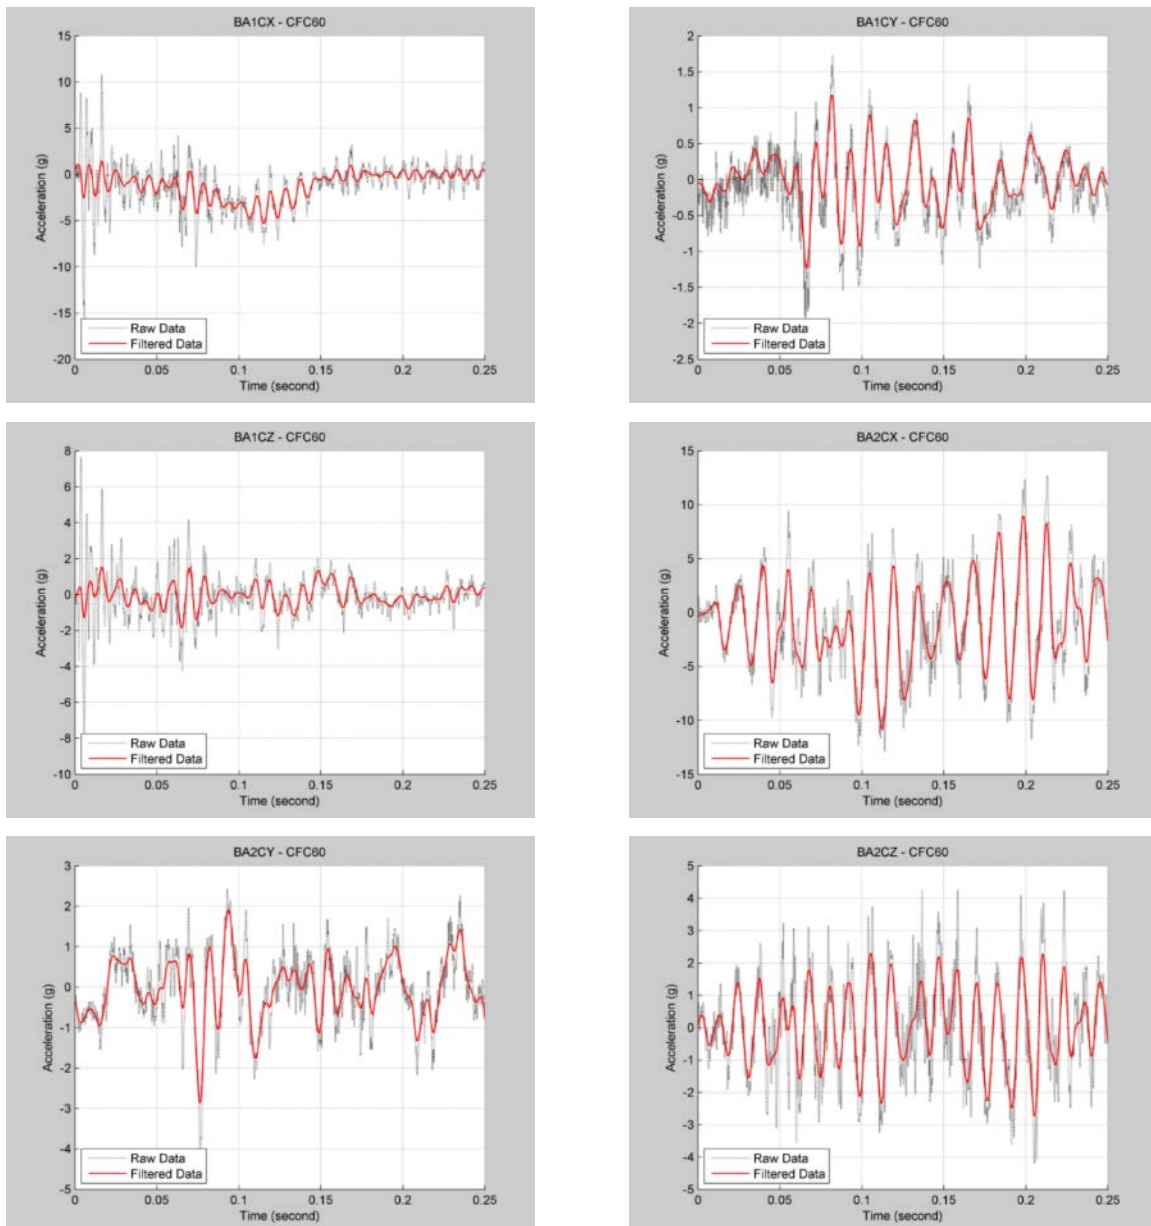 BA1CX - CFC60
15
10
5
0
-5
-10
-15
-20
Acceleration (g)
Raw Data
Filtered Data
0 0.05 0.1 0.15 0.2 0.25
Time (second)
BA1CY - CFC60
2
1.5
1
0.5
0
-0.5
-1
-1.5
-2
-2.5
Acceleration (g)
Raw Data
Filtered Data
0 0.05 0.1 0.15 0.2 0.25
Time (second)
BA1CZ - CFC60
8
6
4
2
0
-2
-4
-6
-8
-10
Acceleration (g)
Raw Data
Filtered Data
0 0.05 0.1 0.15 0.2 0.25
Time (second)
BA2CX - CFC60
15
10
5
0
-5
-10
-15
Acceleration (g)
Raw Data
Filtered Data
0 0.05 0.1 0.15 0.2 0.25
Time (second)
BA2CY - CFC60
3
2
1
0
-1
-2
-3
-4
-5
Acceleration (g)
Raw Data
Filtered Data
0 0.05 0.1 0.15 0.2 0.25
Time (second)
BA2CZ - CFC60
5
4
3
2
1
0
-1
-2
-3
-4
-5
Acceleration (g)
Raw Data
Filtered Data
0 0.05 0.1 0.15 0.2 0.25
Time (second)